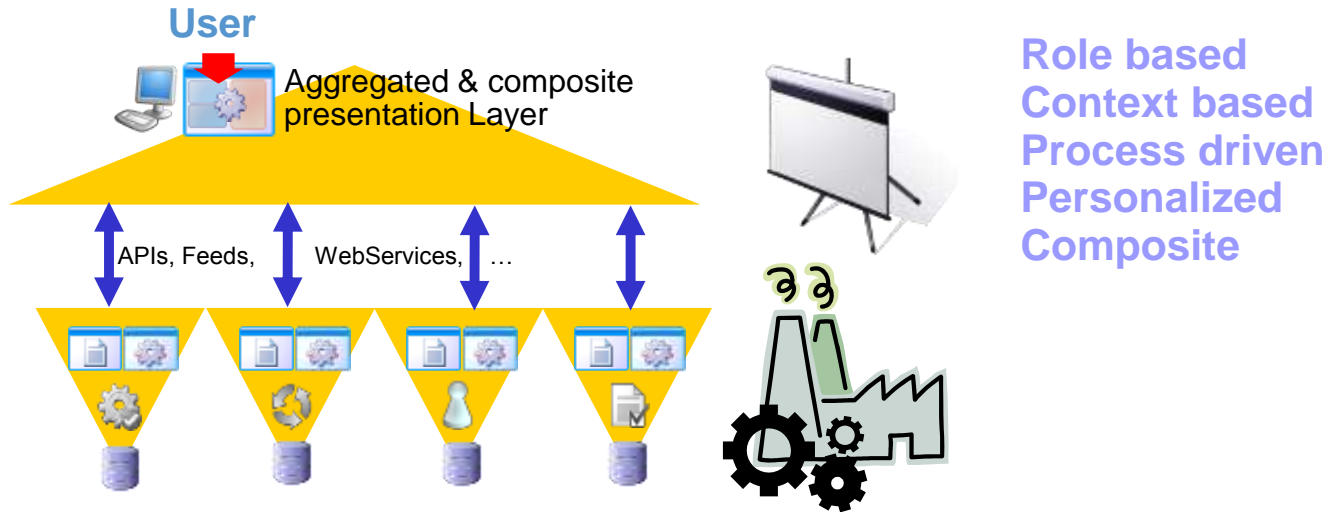 User
Aggregated & composite
presentation Layer
APIs, Feeds, WebServices, …
Role based
Context based
Process driven
Personalized
Composite